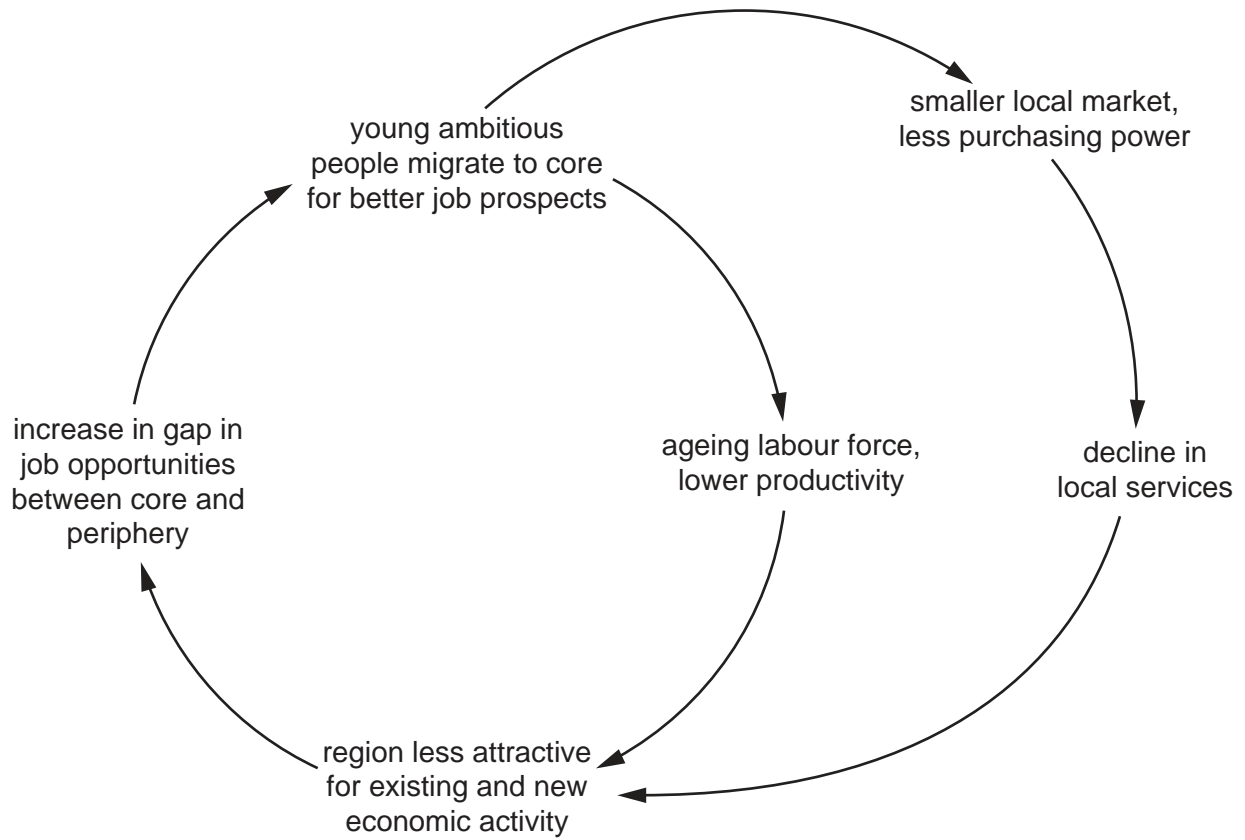 young ambitious
people migrate to core
for better job prospects
smaller local market,
less purchasing power
increase in gap in
job opportunities
between core and
periphery
ageing labour force,
lower productivity
decline in
local services
region less attractive
for existing and new
economic activity